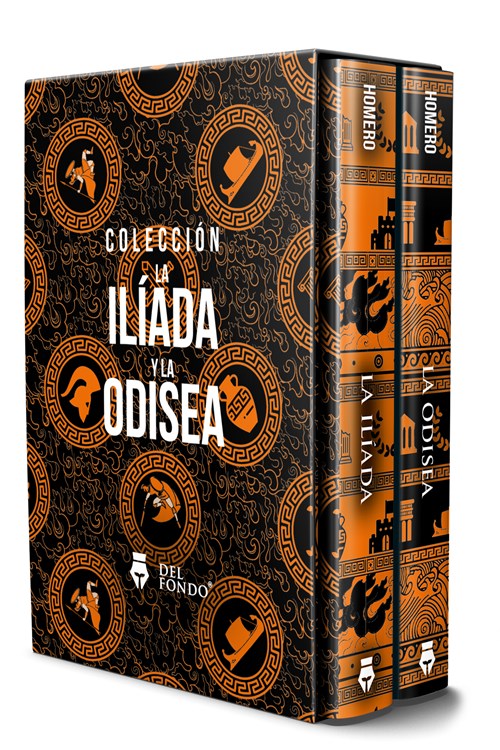 COLECCIÓN
LA
ILÍADA
Y LA
ODISEA
DEL
FONDO®
HOMERO
LA ILÍADA
HOMERO
LA ODISEA